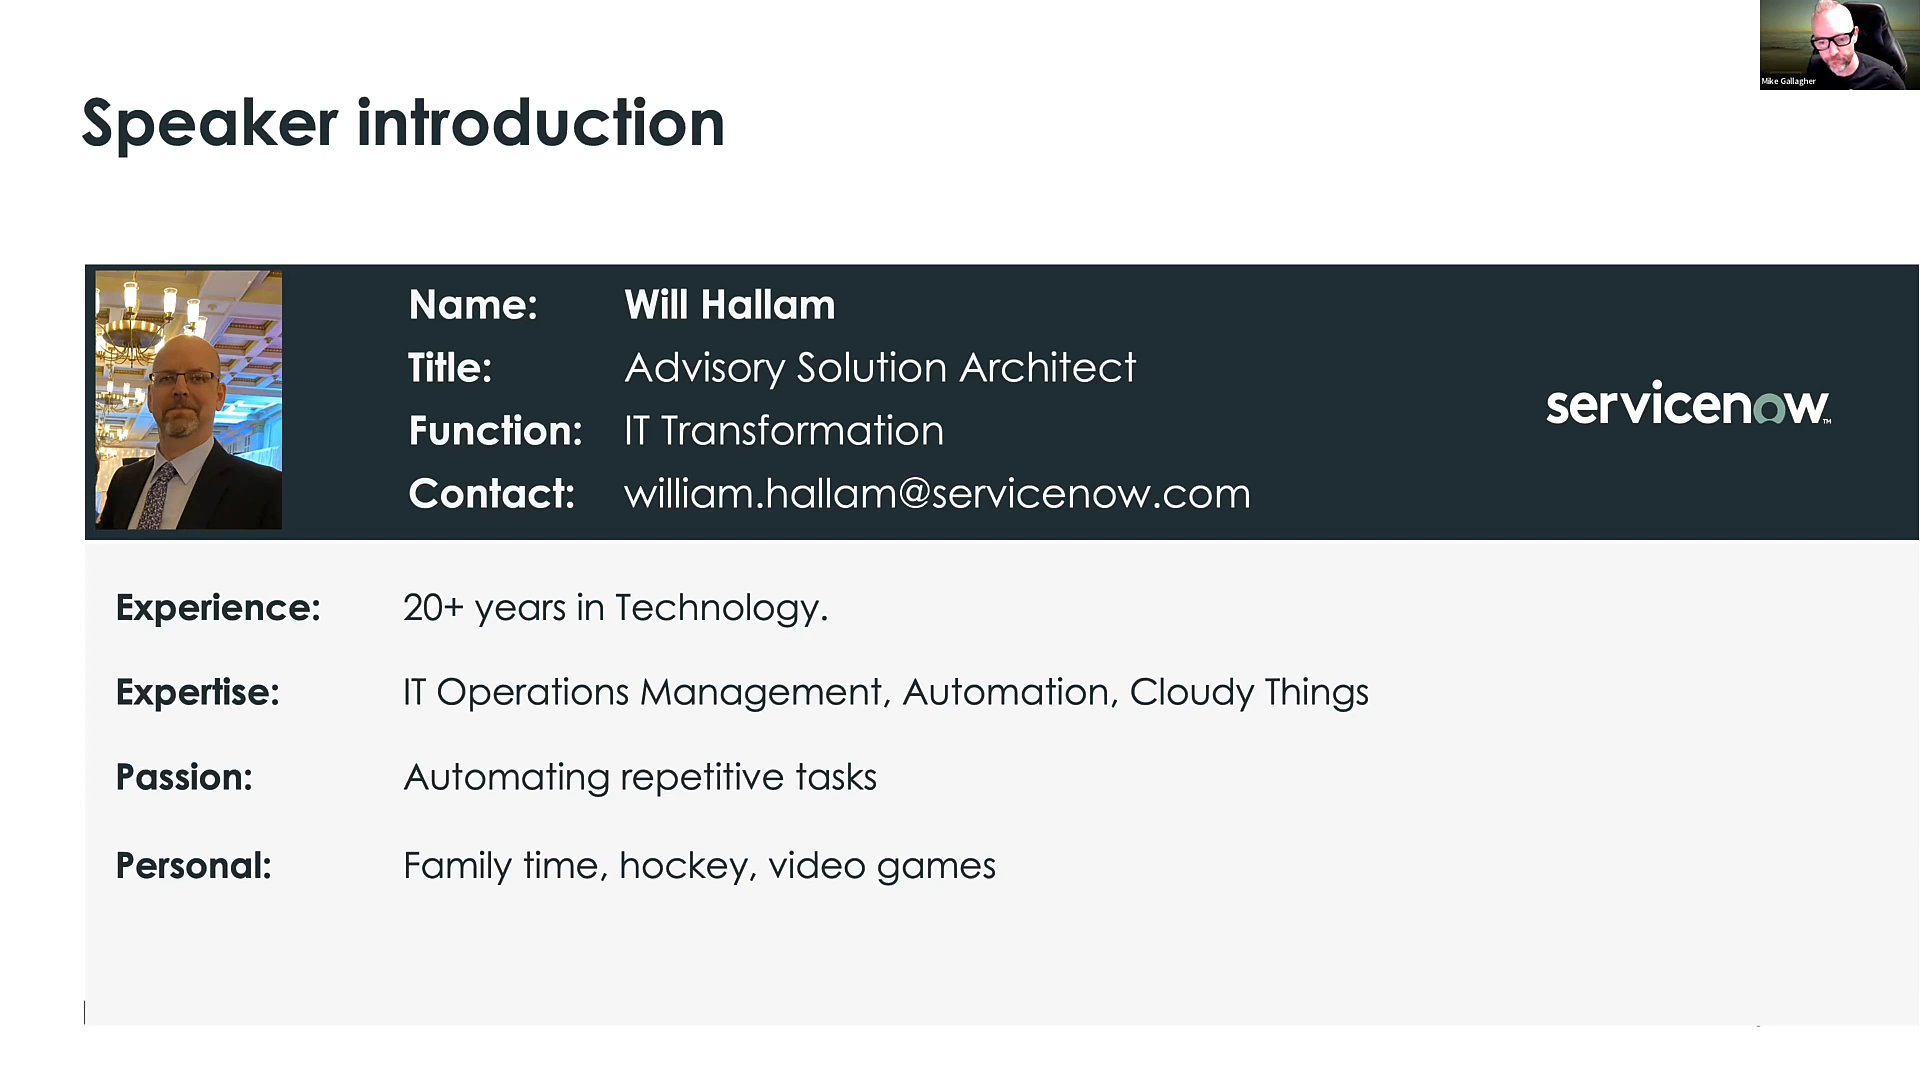 Mike Gallagher
Speaker introduction
Name: Will Hallam
Title: Advisory Solution Architect
Function: IT Transformation
Contact: william.hallam@servicenow.com
servicenow™
Experience: 20+ years in Technology.
Expertise: IT Operations Management, Automation, Cloudy Things
Passion: Automating repetitive tasks
Personal: Family time, hockey, video games